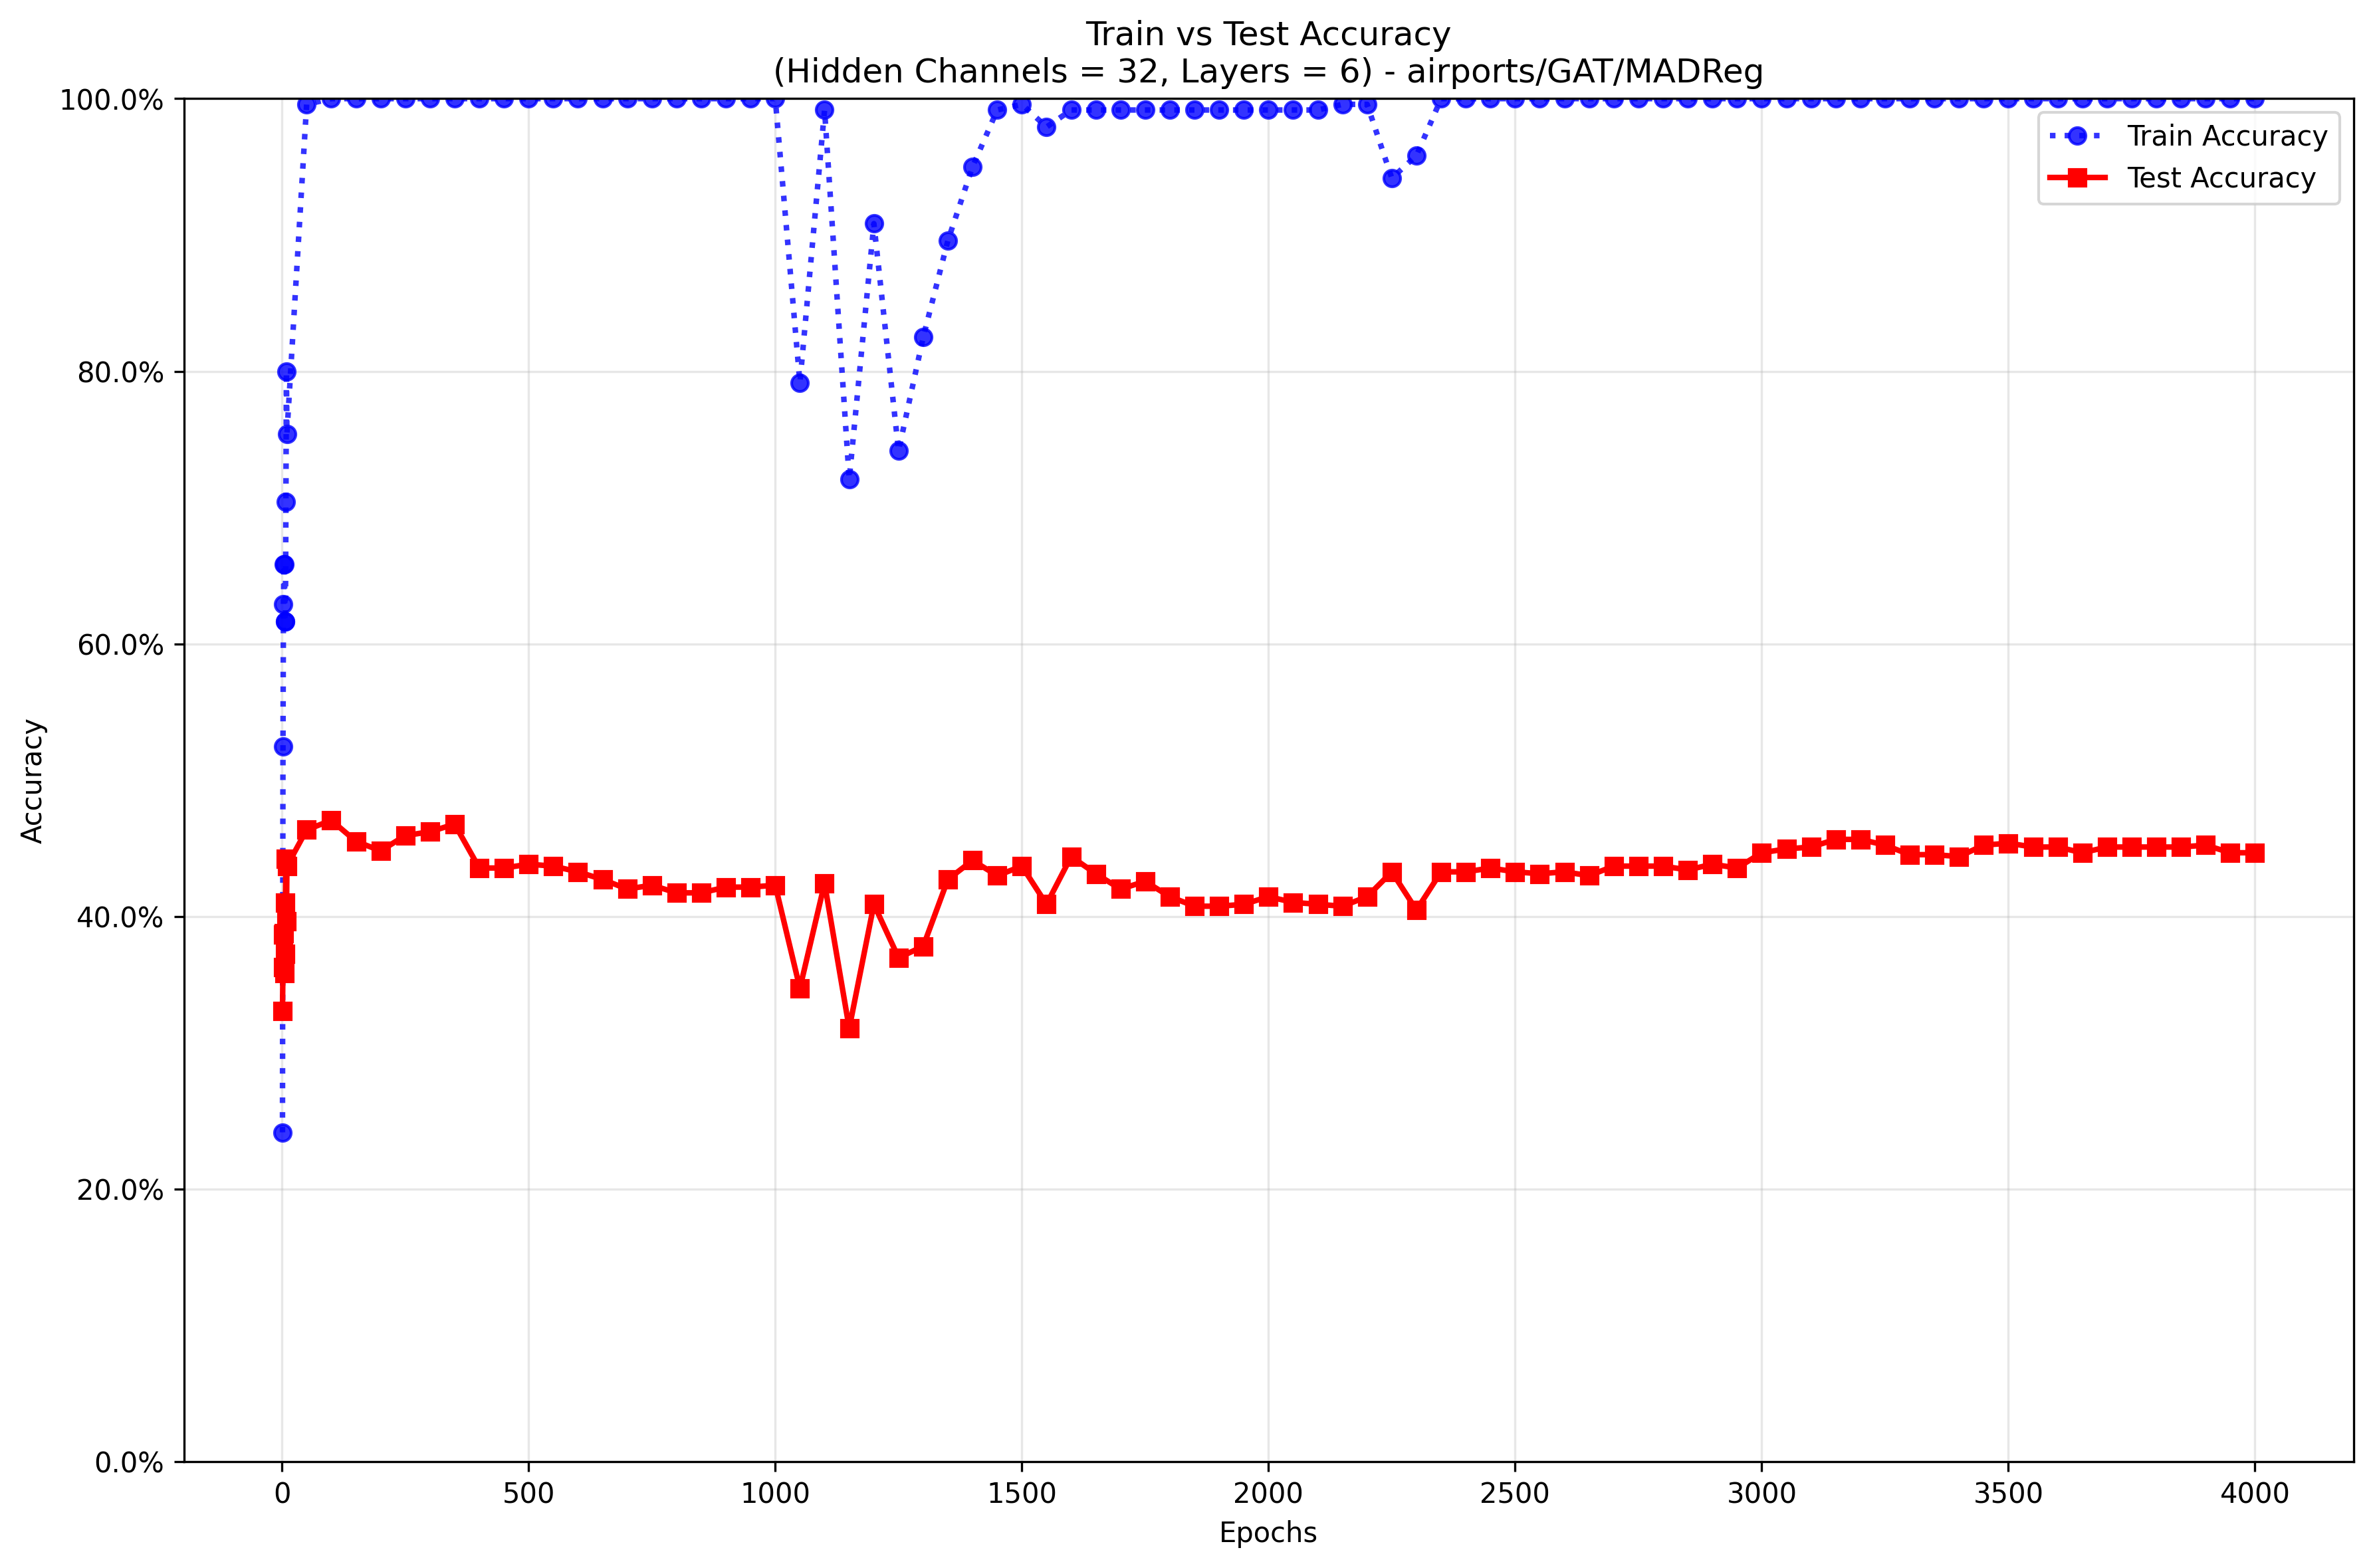 Train vs Test Accuracy
(Hidden Channels = 32, Layers = 6) - airports/GAT/MADReg
100.0%
80.0%
60.0%
40.0%
20.0%
0.0%
Accuracy
Train Accuracy
Test Accuracy
0 500 1000 1500 2000 2500 3000 3500 4000
Epochs